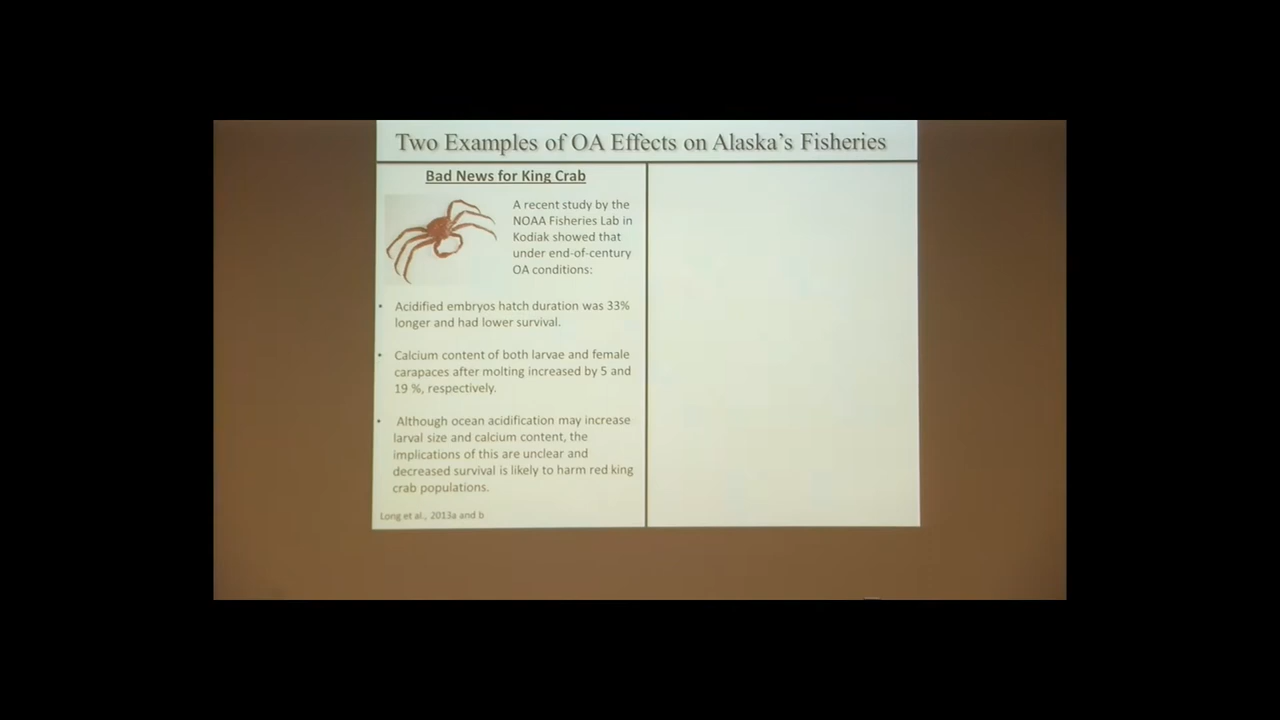 Two Examples of OA Effects on Alaska's Fisheries
Bad News for King Crab
A recent study by the
NOAA Fisheries Lab in
Kodiak showed that
under end-of-century
OA conditions:
• Acidified embryos hatch duration was 33%
longer and had lower survival.
• Calcium content of both larvae and female
carapaces after molting increased by 5 and
19 %, respectively.
• Although ocean acidification may increase
larval size and calcium content, the
implications of this are unclear and
decreased survival is likely to harm red king
crab populations.
Long et al., 2013a and b